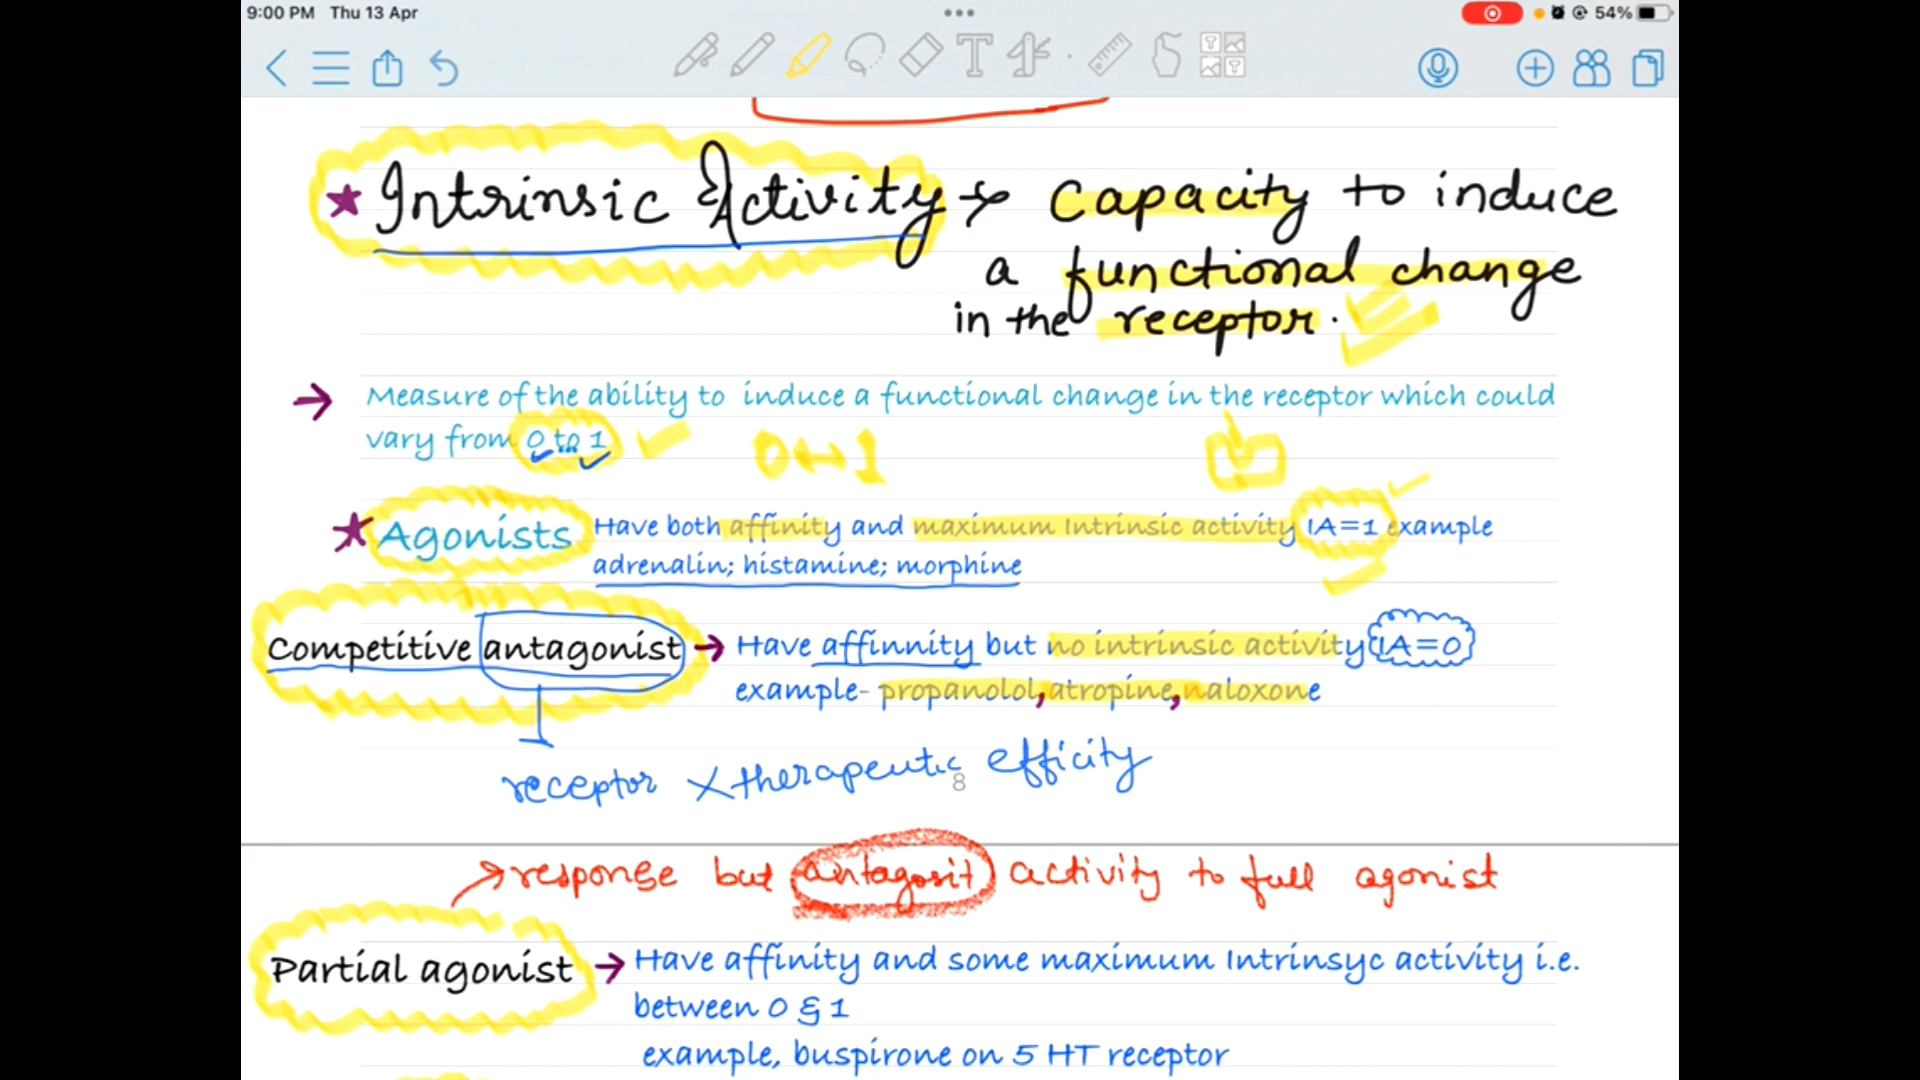 9:00 PM Thu 13 Apr
54%
Intrinsic Activity → Capacity to induce
a functional change
in the receptor.
→ Measure of the ability to induce a functional change in the receptor which could
vary from 0 to 1
0↔1
Agonists Have both affinity and maximum Intrinsic activity IA=1 example
adrenalin; histamine; morphine
Competitive antagonist → Have affinnity but no intrinsic activity IA=0
example- propanolol, atropine, naloxone
receptor X therapeutic efficity
8
→ response but antagosit activity to full agonist
Partial agonist → Have affinity and some maximum Intrinsyc activity i.e.
between 0 & 1
example, buspirone on 5 HT receptor